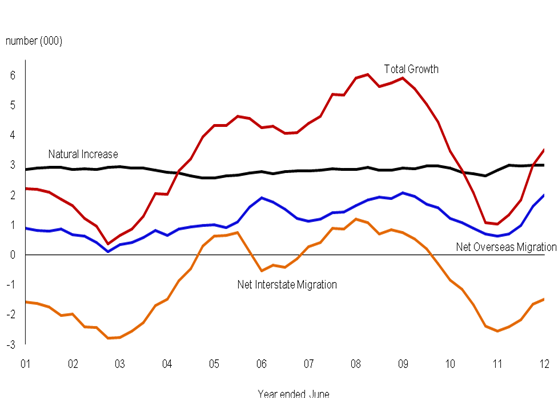 number (000)
6
Total Growth
5
4
Natural Increase
3
2
1
Net Overseas Migration
0
Net Interstate Migration
-1
-2
-3
01 02 03 04 05 06 07 08 09 10 11 12
Year ended June